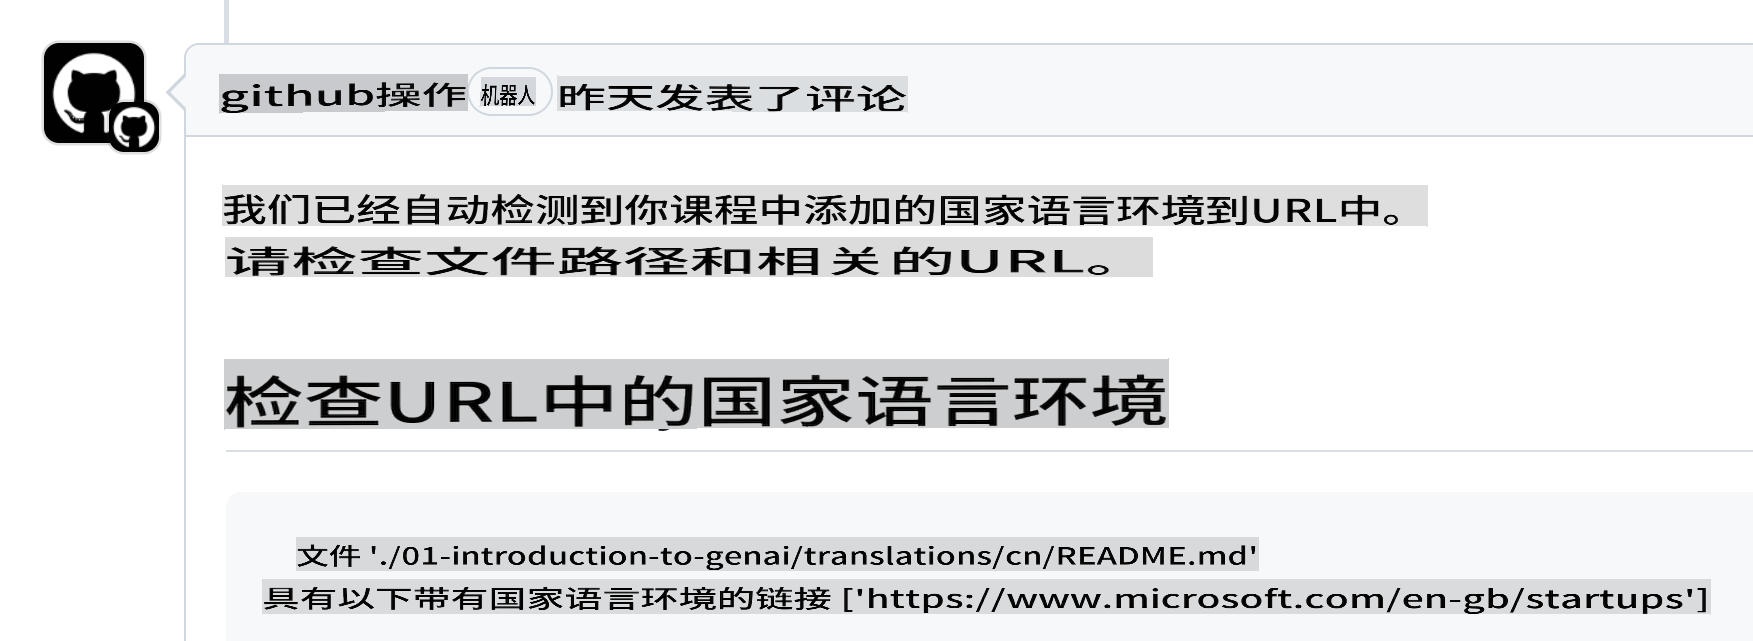 github操作 机器人 昨天发表了评论
我们已经自动检测到你课程中添加的国家语言环境到URL中。
请检查文件路径和相关的URL。
检查URL中的国家语言环境
文件 './01-introduction-to-genai/translations/cn/README.md'
具有以下带有国家语言环境的链接 ['https://www.microsoft.com/en-gb/startups']